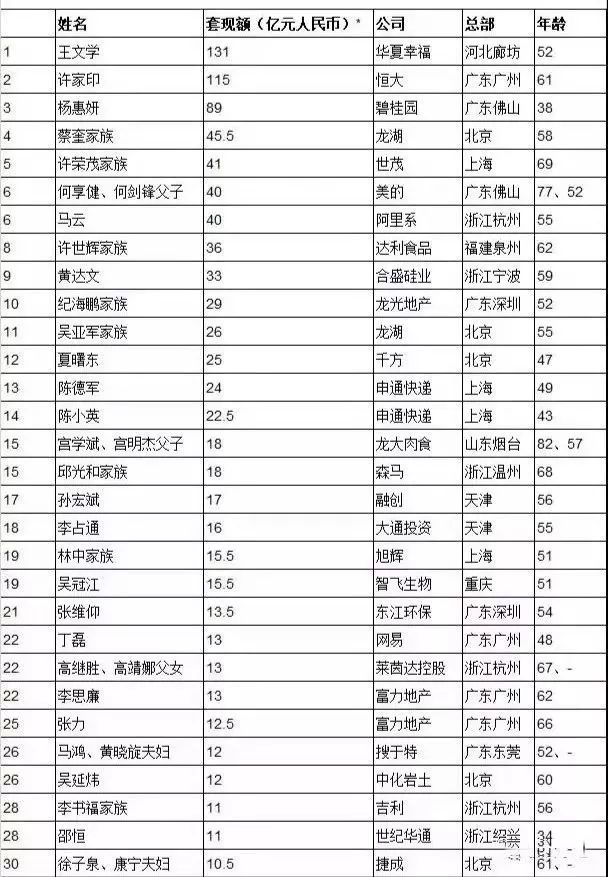 姓名 套现额（亿元人民币）* 公司 总部 年龄
1 王文学 131 华夏幸福 河北廊坊 52
2 许家印 115 恒大 广东广州 61
3 杨惠妍 89 碧桂园 广东佛山 38
4 蔡奎家族 45.5 龙湖 北京 58
5 许荣茂家族 41 世茂 上海 69
6 何享健、何剑锋父子 40 美的 广东佛山 77、52
6 马云 40 阿里系 浙江杭州 55
8 许世辉家族 36 达利食品 福建泉州 62
9 黄达文 33 合盛硅业 浙江宁波 59
10 纪海鹏家族 29 龙光地产 广东深圳 52
11 吴亚军家族 26 龙湖 北京 55
12 夏曙东 25 千方 北京 47
13 陈德军 24 申通快递 上海 49
14 陈小英 22.5 申通快递 上海 43
15 宫学斌、宫明杰父子 18 龙大肉食 山东烟台 82、57
15 邱光和家族 18 森马 浙江温州 68
17 孙宏斌 17 融创 天津 56
18 李占通 16 大通投资 天津 55
19 林中家族 15.5 旭辉 上海 51
19 吴冠江 15.5 智飞生物 重庆 51
21 张维仰 13.5 东江环保 广东深圳 54
22 丁磊 13 网易 广东广州 48
22 高继胜、高靖娜父女 13 莱茵达控股 浙江杭州 67、-
22 李思廉 13 富力地产 广东广州 62
25 张力 12.5 富力地产 广东广州 66
26 马鸿、黄晓旋夫妇 12 搜于特 广东东莞 52、-
26 吴延炜 12 中化岩土 北京 60
28 李书福家族 11 吉利 浙江杭州 56
28 邵恒 11 世纪华通 浙江绍兴 34
30 徐子泉、康宁夫妇 10.5 捷成 北京 61、-